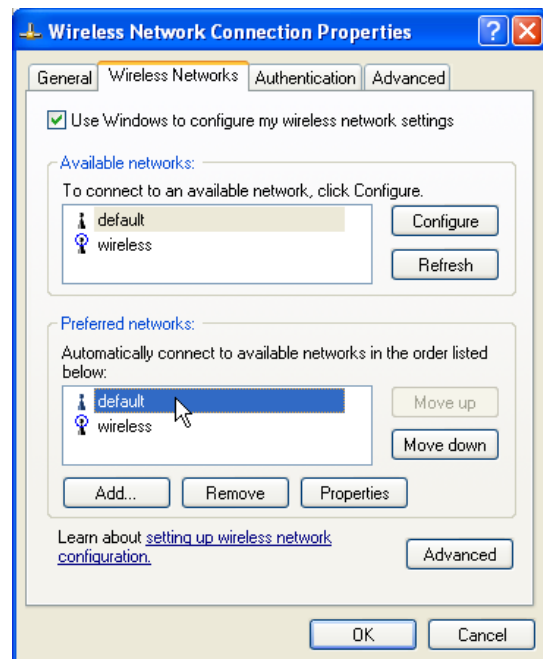 Wireless Network Connection Properties
General Wireless Networks Authentication Advanced
Use Windows to configure my wireless network settings
Available networks:
To connect to an available network, click Configure.
default
wireless
Configure
Refresh
Preferred networks:
Automatically connect to available networks in the order listed
below:
default
wireless
Move up
Move down
Add... Remove Properties
Learn about setting up wireless network
configuration.
Advanced
OK Cancel